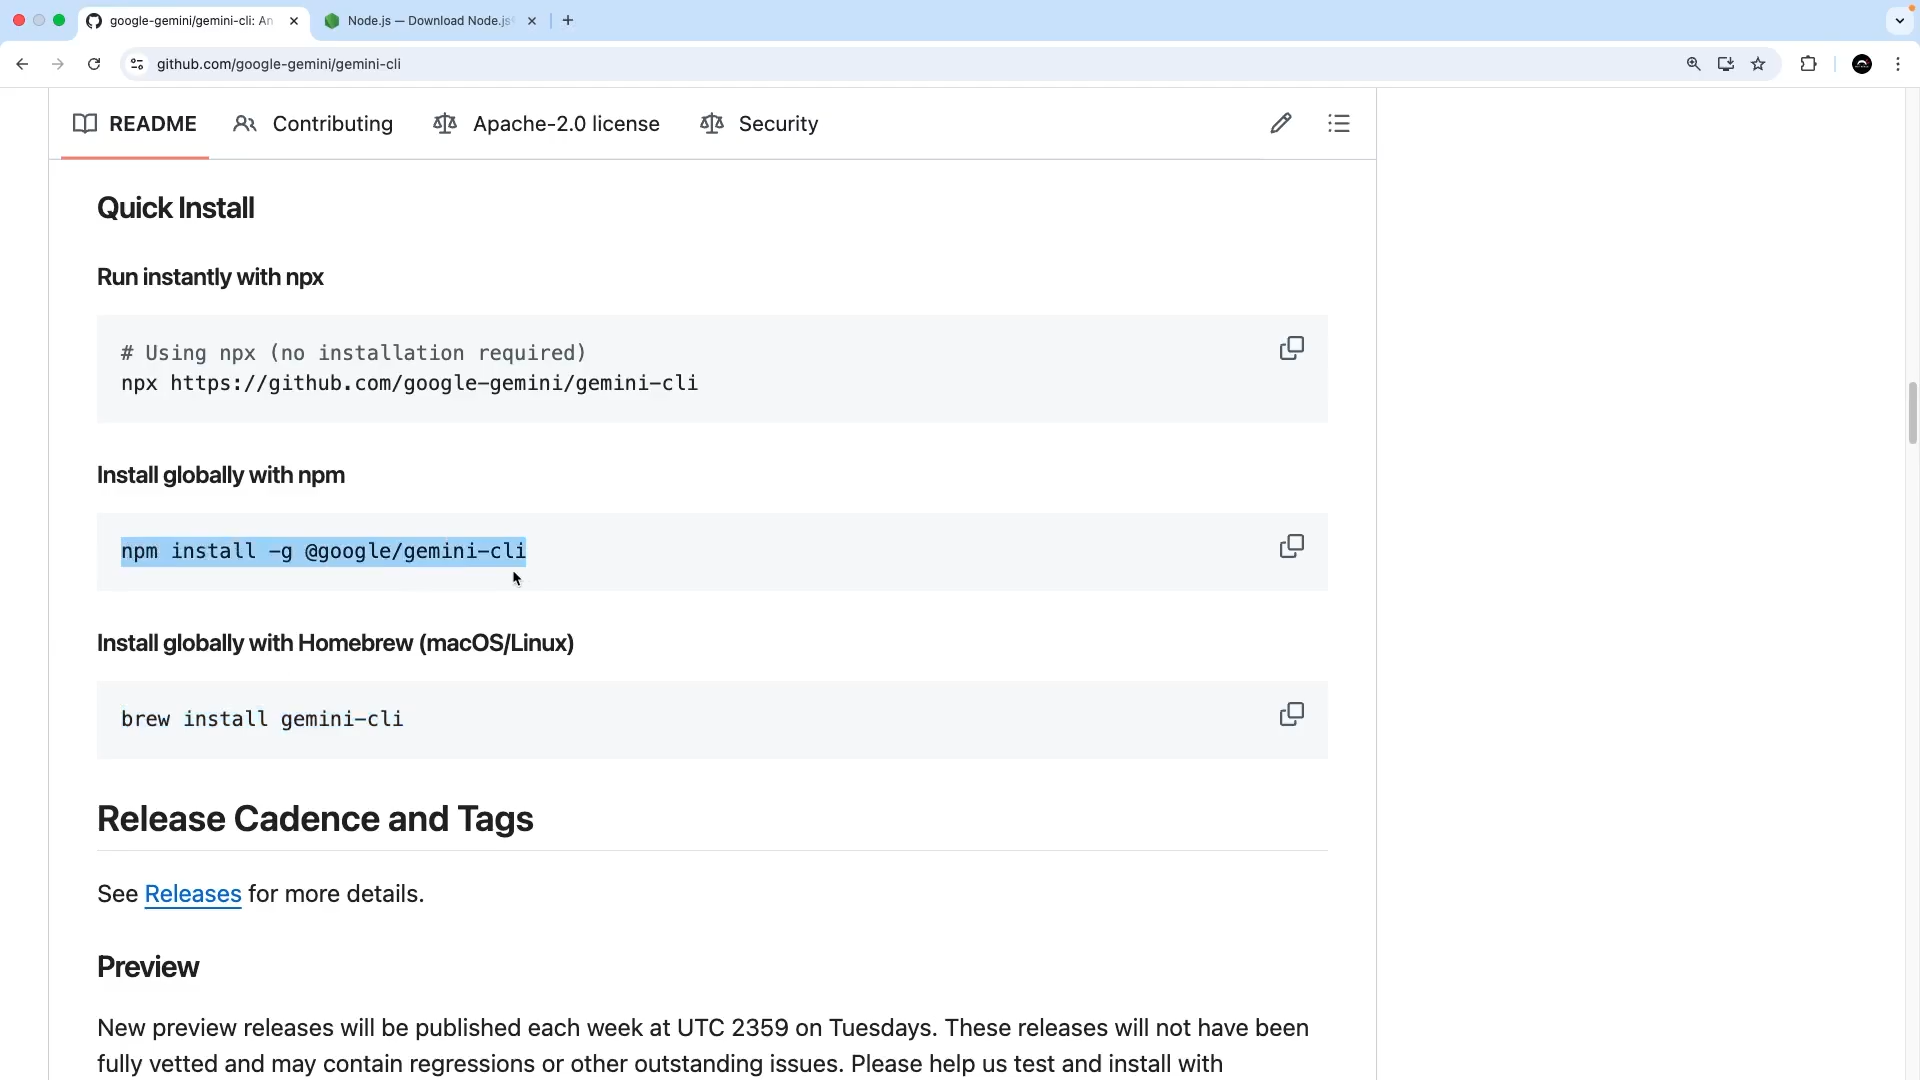 google-gemini/gemini-cli: An
Node.js — Download Node.js
github.com/google-gemini/gemini-cli
README
Contributing
Apache-2.0 license
Security
Quick Install
Run instantly with npx
# Using npx (no installation required)
npx https://github.com/google-gemini/gemini-cli
Install globally with npm
npm install -g @google/gemini-cli
Install globally with Homebrew (macOS/Linux)
brew install gemini-cli
Release Cadence and Tags
See Releases for more details.
Preview
New preview releases will be published each week at UTC 2359 on Tuesdays. These releases will not have been
fully vetted and may contain regressions or other outstanding issues. Please help us test and install with